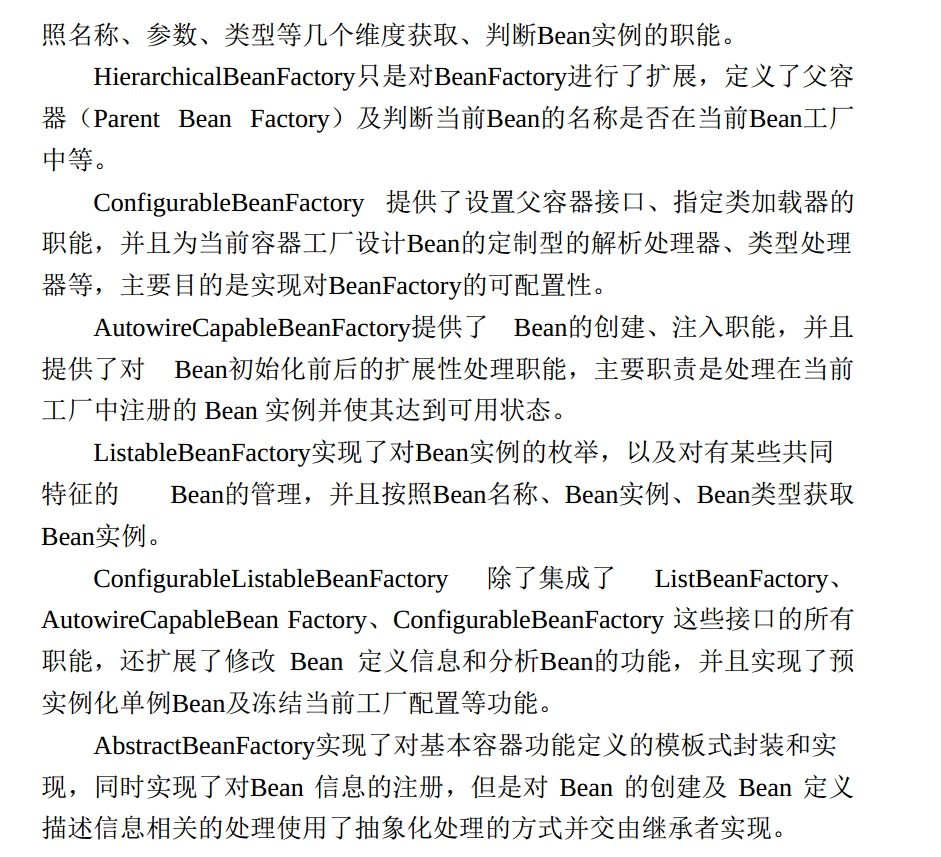 照名称、参数、类型等几个维度获取、判断Bean实例的职能。
HierarchicalBeanFactory只是对BeanFactory进行了扩展，定义了父容
器（Parent Bean Factory）及判断当前Bean的名称是否在当前Bean工厂
中等。
ConfigurableBeanFactory 提供了设置父容器接口、指定类加载器的
职能，并且为当前容器工厂设计Bean的定制型的解析处理器、类型处理
器等，主要目的是实现对BeanFactory的可配置性。
AutowireCapableBeanFactory提供了 Bean的创建、注入职能，并且
提供了对 Bean初始化前后的扩展性处理职能，主要职责是处理在当前
工厂中注册的 Bean 实例并使其达到可用状态。
ListableBeanFactory实现了对Bean实例的枚举，以及对有某些共同
特征的 Bean的管理，并且按照Bean名称、Bean实例、Bean类型获取
Bean实例。
ConfigurableListableBeanFactory 除了集成了 ListBeanFactory、
AutowireCapableBean Factory、ConfigurableBeanFactory 这些接口的所有
职能，还扩展了修改 Bean 定义信息和分析Bean的功能，并且实现了预
实例化单例Bean及冻结当前工厂配置等功能。
AbstractBeanFactory实现了对基本容器功能定义的模板式封装和实
现，同时实现了对Bean 信息的注册，但是对 Bean 的创建及 Bean 定义
描述信息相关的处理使用了抽象化处理的方式并交由继承者实现。